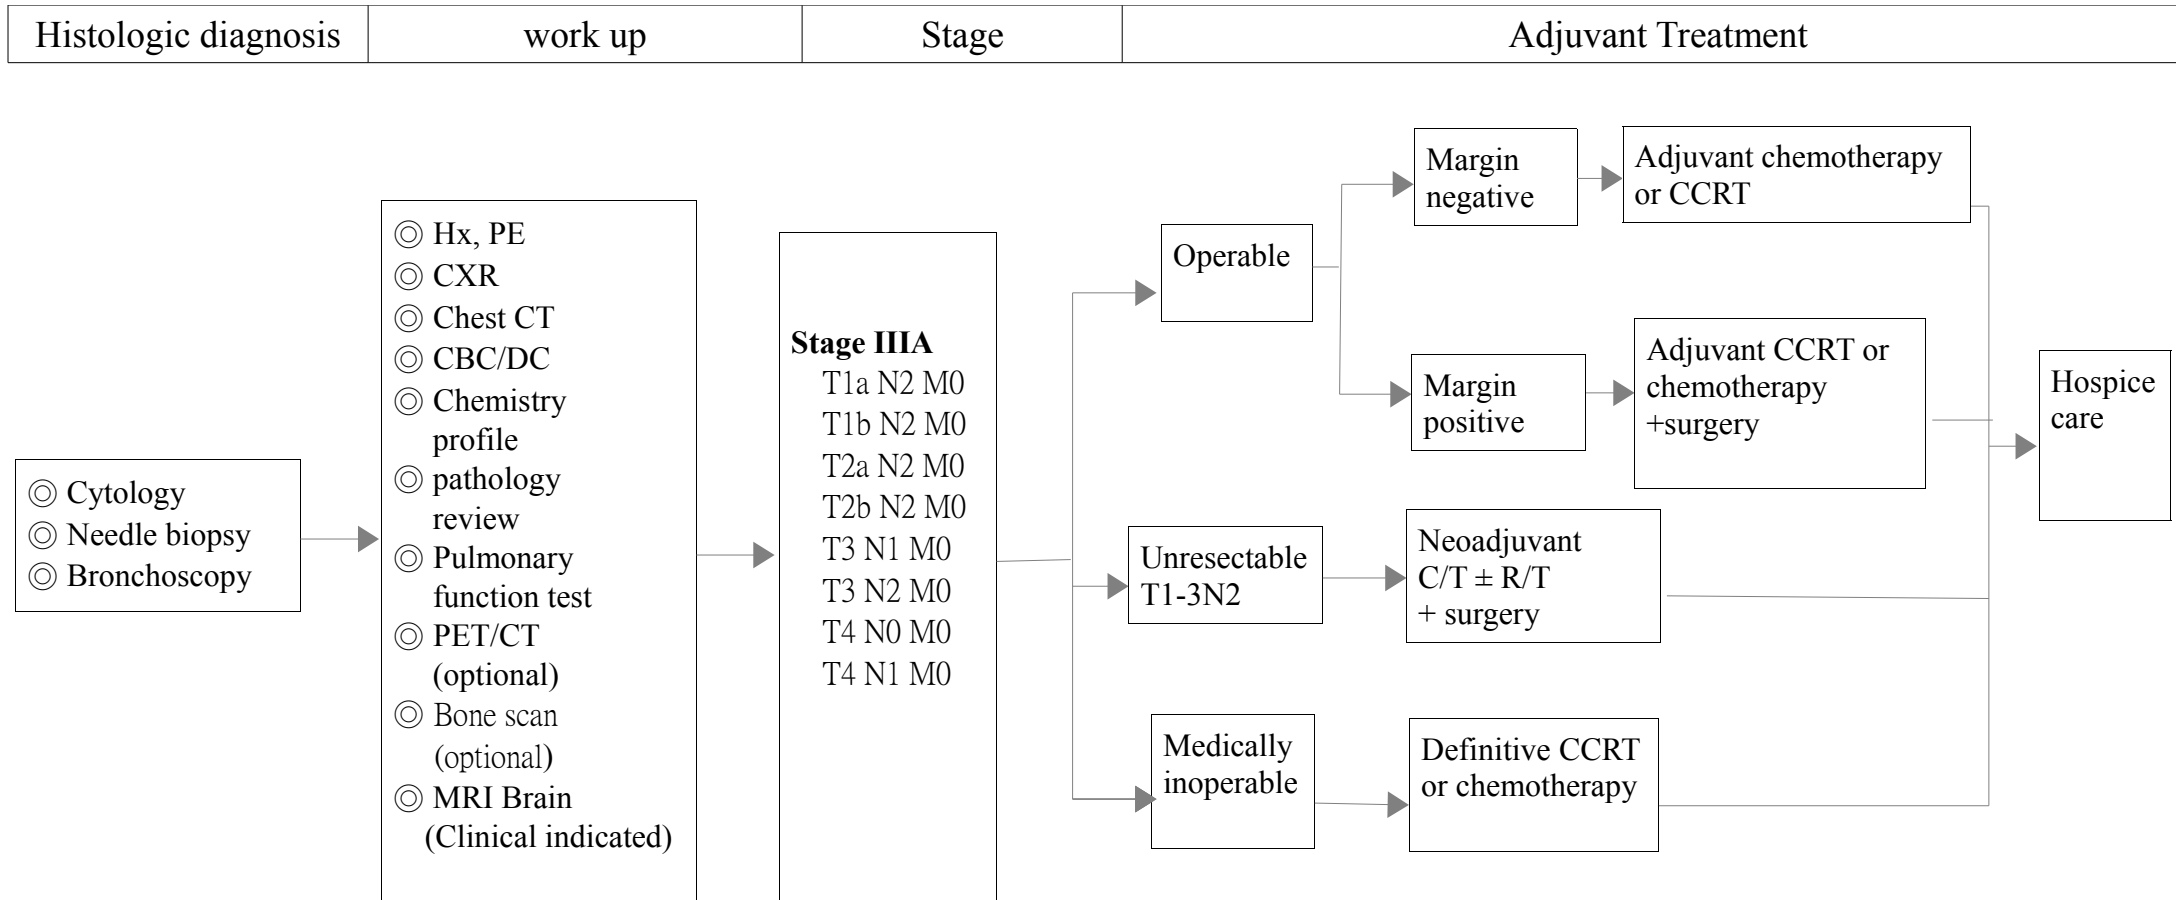 Histologic diagnosis
work up
Stage
Adjuvant Treatment
◎ Cytology
◎ Needle biopsy
◎ Bronchoscopy
◎ Hx, PE
◎ CXR
◎ Chest CT
◎ CBC/DC
◎ Chemistry
profile
◎ pathology
review
◎ Pulmonary
function test
◎ PET/CT
(optional)
◎ Bone scan
(optional)
◎ MRI Brain
(Clinical indicated)
Stage IIIA
T1a N2 M0
T1b N2 M0
T2a N2 M0
T2b N2 M0
T3 N1 M0
T3 N2 M0
T4 N0 M0
T4 N1 M0
Operable
Margin
negative
Adjuvant chemotherapy
or CCRT
Margin
positive
Adjuvant CCRT or
chemotherapy
+surgery
Unresectable
T1-3N2
Neoadjuvant
C/T ± R/T
+ surgery
Medically
inoperable
Definitive CCRT
or chemotherapy
Hospice
care